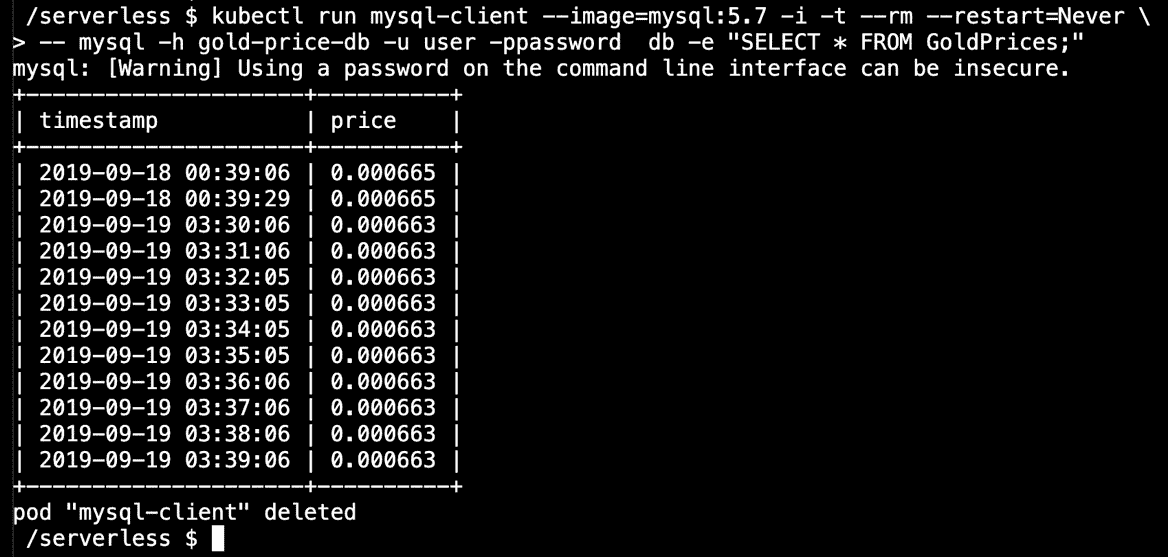 /serverless $ kubectl run mysql-client --image=mysql:5.7 -i -t --rm --restart=Never \
> -- mysql -h gold-price-db -u user -ppassword  db -e "SELECT * FROM GoldPrices;"
mysql: [Warning] Using a password on the command line interface can be insecure.
+---------------------+----------+
| timestamp           | price    |
+---------------------+----------+
| 2019-09-18 00:39:06 | 0.000665 |
| 2019-09-18 00:39:29 | 0.000665 |
| 2019-09-19 03:30:06 | 0.000663 |
| 2019-09-19 03:31:06 | 0.000663 |
| 2019-09-19 03:32:05 | 0.000663 |
| 2019-09-19 03:33:05 | 0.000663 |
| 2019-09-19 03:34:05 | 0.000663 |
| 2019-09-19 03:35:05 | 0.000663 |
| 2019-09-19 03:36:06 | 0.000663 |
| 2019-09-19 03:37:06 | 0.000663 |
| 2019-09-19 03:38:06 | 0.000663 |
| 2019-09-19 03:39:06 | 0.000663 |
+---------------------+----------+
pod "mysql-client" deleted
/serverless $